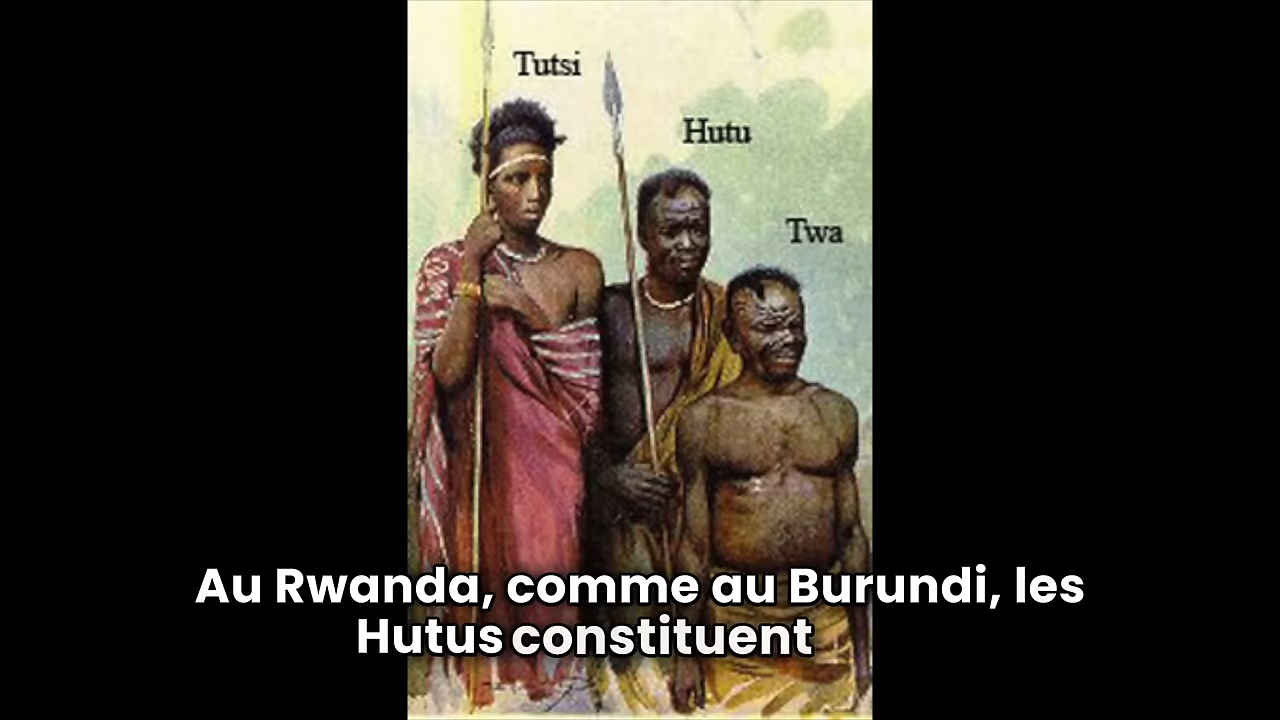 Tutsi
Hutu
Twa
Au Rwanda, comme au Burundi, les
Hutus constituent